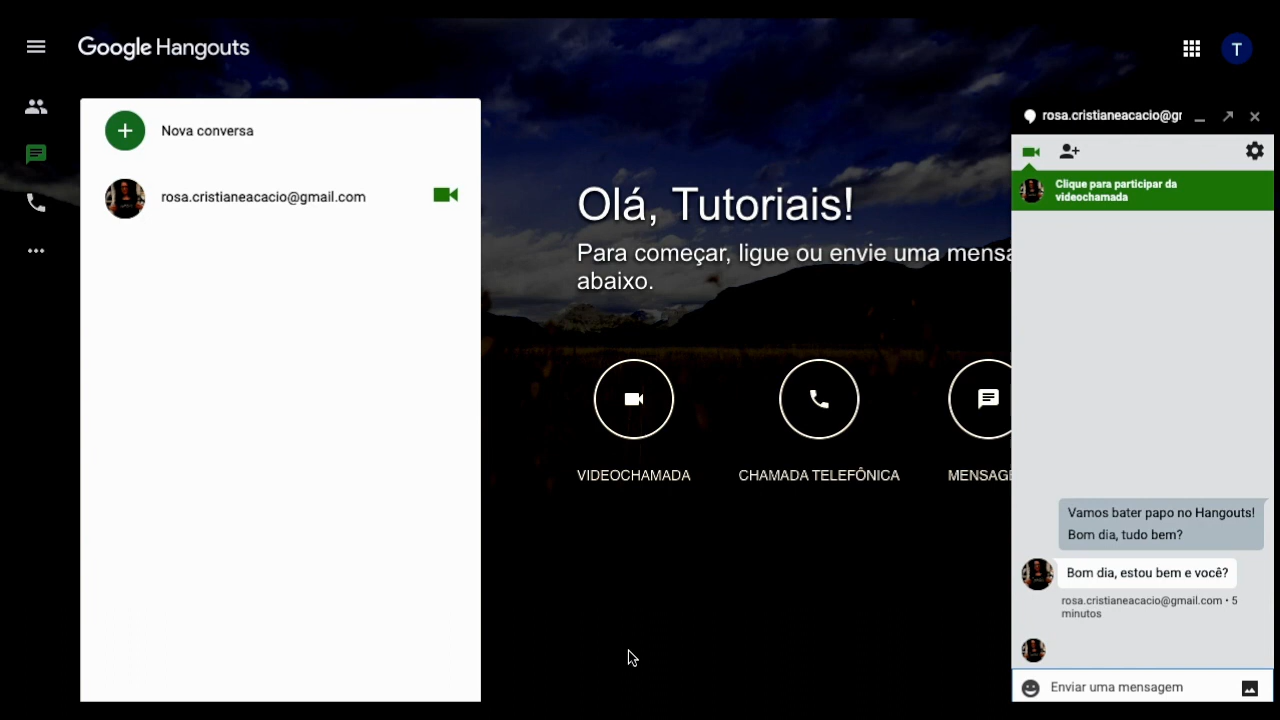 Google Hangouts
T
Nova conversa
rosa.cristianeacacio@gmail.com
Olá, Tutoriais!
Para começar, ligue ou envie uma
abaixo.
VIDEOCHAMADA
CHAMADA TELEFÔNICA
rosa.cristianeacacio@gr
Clique para participar da
videochamada
Vamos bater papo no Hangouts!
Bom dia, tudo bem?
Bom dia, estou bem e você?
rosa.cristianeacacio@gmail.com • 5
minutos
Enviar uma mensagem